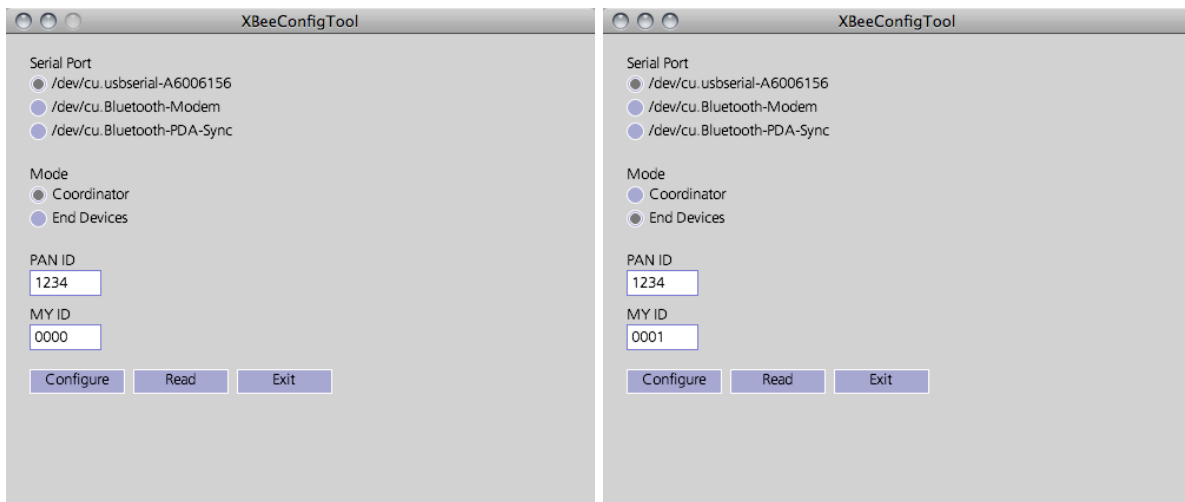 XBeeConfigTool
Serial Port
/dev/cu.usbserial-A6006156
/dev/cu.Bluetooth-Modem
/dev/cu.Bluetooth-PDA-Sync
Mode
Coordinator
End Devices
PAN ID
1234
MY ID
0000
Configure Read Exit
XBeeConfigTool
Serial Port
/dev/cu.usbserial-A6006156
/dev/cu.Bluetooth-Modem
/dev/cu.Bluetooth-PDA-Sync
Mode
Coordinator
End Devices
PAN ID
1234
MY ID
0001
Configure Read Exit